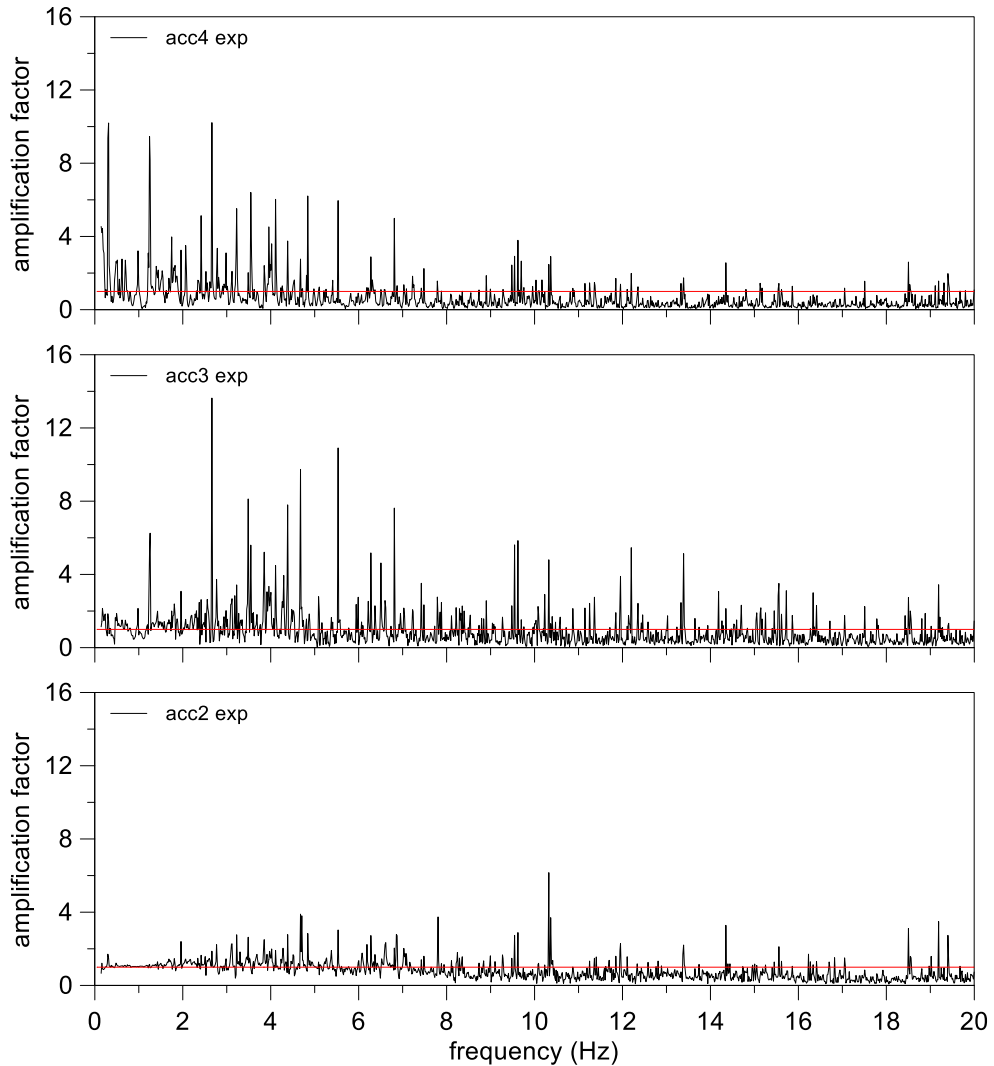 16
acc4 exp
12
8
4
0
amplification factor
16
acc3 exp
12
8
4
0
amplification factor
16
acc2 exp
12
8
4
0
amplification factor
0 2 4 6 8 10 12 14 16 18 20
frequency (Hz)